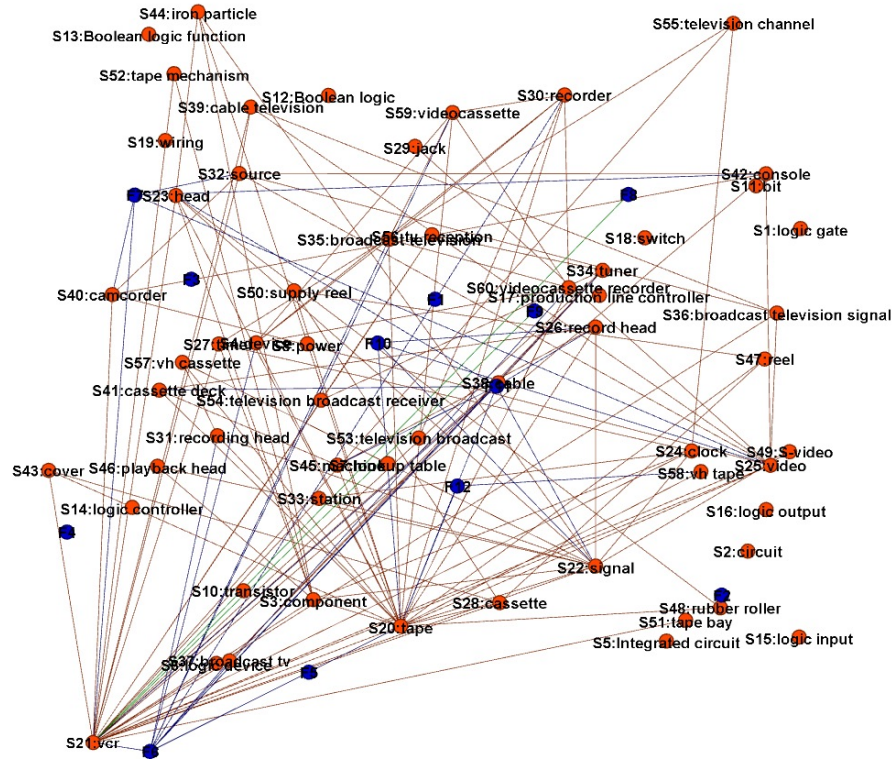 S44:iron particle
S55:television channel
S13:Boolean logic function
S52:tape mechanism
S12:Boolean logic
S30:recorder
S39:cable television
S59:videocassette
S19:wiring
S29:jack
S32:source
S42:console
S11:bit
S23:head
S1:logic gate
S35:broadcast television
S18:switch
S34:tuner
S40:camcorder
S50:supply reel
S60:videocassette recorder
S17:production line controller
S36:broadcast television signal
S26:record head
F10
S57:vh cassette
S47:reel
S41:cassette deck
S38:cable
S54:television broadcast receiver
S31:recording head
S53:television broadcast
S24:clock
S49:S-video
S43:cover
S46:playback head
S25:video
S58:vh tape
F12
S33:station
S14:logic controller
S16:logic output
S2:circuit
S22:signal
S10:transistor
S3:component
S28:cassette
S48:rubber roller
S20:tape
S51:tape bay
S5:Integrated circuit
S15:logic input
S37:broadcast tv
S21:vcr